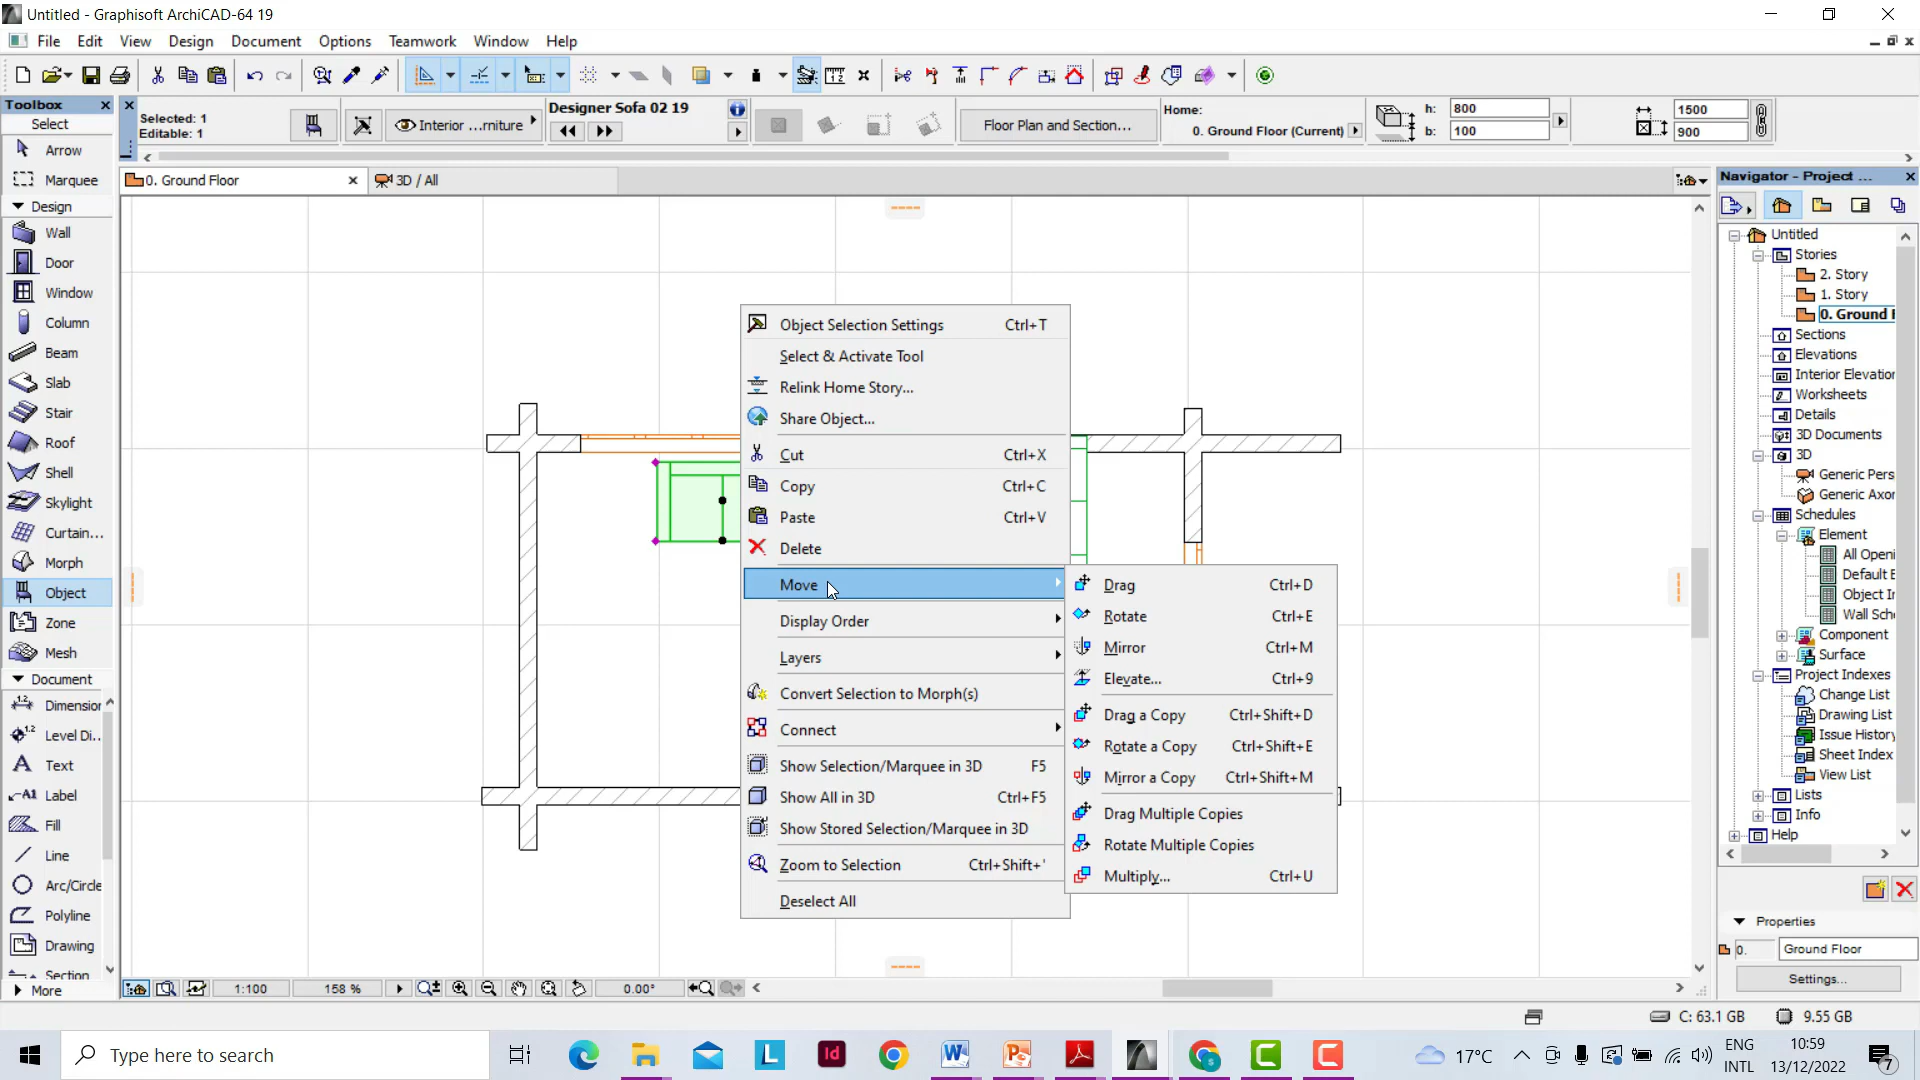 Untitled - Graphisoft ArchiCAD-64 19
File Edit View Design Document Options Teamwork Window Help
Toolbox
Select
Arrow
Marquee
Design
Wall
Door
Window
Column
Beam
Slab
Stair
Roof
Shell
Skylight
Curtain...
Morph
Object
Zone
Mesh
Document
Dimension
Level Di...
Text
Label
Fill
Line
Arc/Circle
Polyline
Drawing
Section
More
Selected: 1
Editable: 1
Interior ...rniture
Designer Sofa 02 19
Floor Plan and Section...
Home:
0. Ground Floor (Current)
h: 800
b: 100
1500
900
0. Ground Floor
3D / All
Object Selection Settings Ctrl+T
Select & Activate Tool
Relink Home Story...
Share Object...
Cut Ctrl+X
Copy Ctrl+C
Paste Ctrl+V
Delete
Move
Display Order
Layers
Convert Selection to Morph(s)
Connect
Show Selection/Marquee in 3D F5
Show All in 3D Ctrl+F5
Show Stored Selection/Marquee in 3D
Zoom to Selection Ctrl+Shift+'
Deselect All
Drag Ctrl+D
Rotate Ctrl+E
Mirror Ctrl+M
Elevate... Ctrl+9
Drag a Copy Ctrl+Shift+D
Rotate a Copy Ctrl+Shift+E
Mirror a Copy Ctrl+Shift+M
Drag Multiple Copies
Rotate Multiple Copies
Multiply... Ctrl+U
Navigator - Project ...
Untitled
Stories
2. Story
1. Story
0. Ground F
Sections
Elevations
Interior Elevation
Worksheets
Details
3D Documents
3D
Generic Pers
Generic Axor
Schedules
Element
All Openi
Default E
Object In
Wall Sch
Component
Surface
Project Indexes
Change List
Drawing List
Issue History
Sheet Index
View List
Lists
Info
Help
Properties
0. Ground Floor
Settings...
1:100 158 % 0.00°
C: 63.1 GB 9.55 GB
Type here to search
17°C
ENG
INTL
10:59
13/12/2022
7